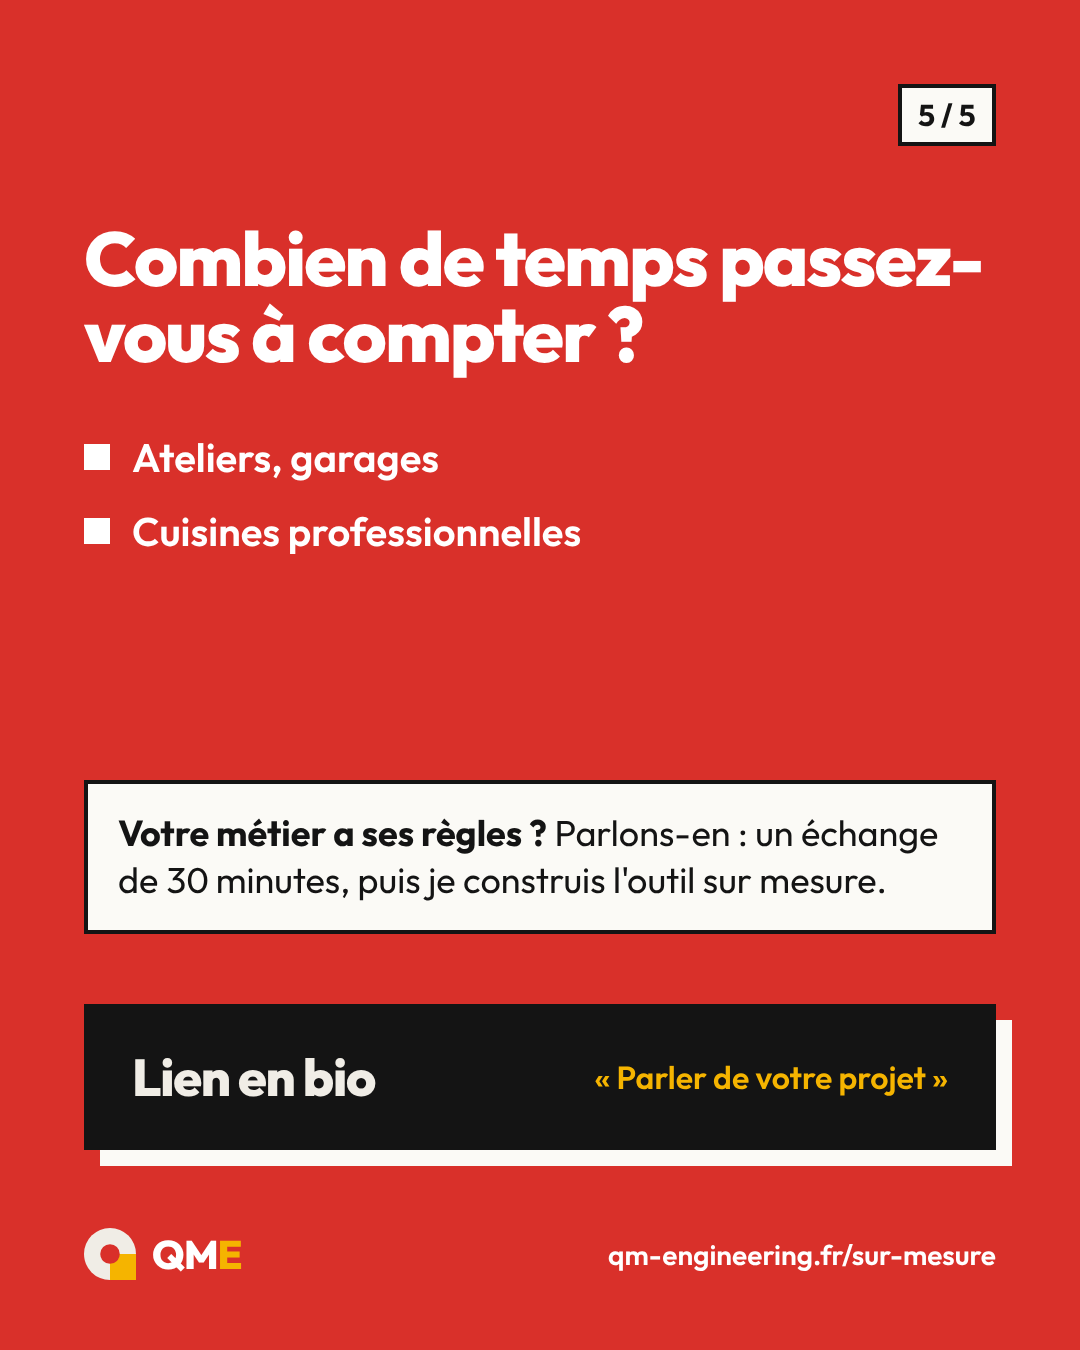 5 / 5
Combien de temps passez-
vous à compter ?
Ateliers, garages
Cuisines professionnelles
Votre métier a ses règles ? Parlons-en : un échange
de 30 minutes, puis je construis l'outil sur mesure.
Lien en bio
« Parler de votre projet »
QME
qm-engineering.fr/sur-mesure